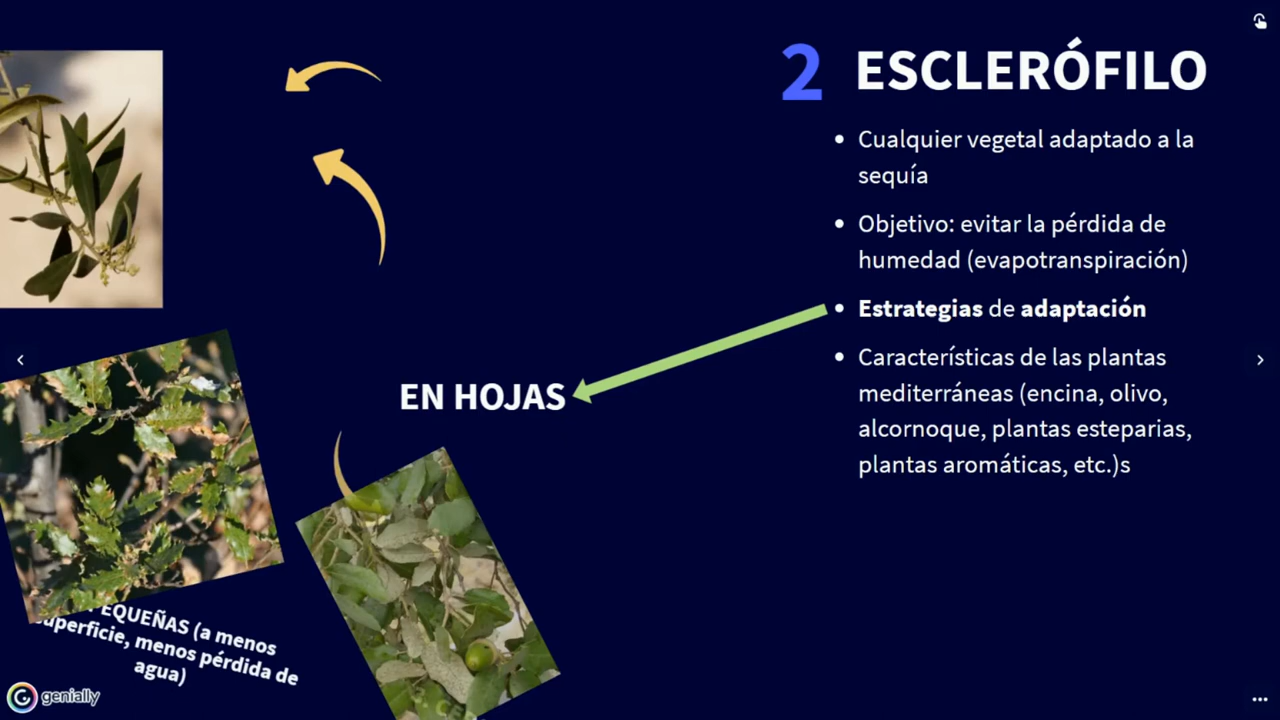 2 ESCLERÓFILO
• Cualquier vegetal adaptado a la
sequía
• Objetivo: evitar la pérdida de
humedad (evapotranspiración)
• Estrategias de adaptación
• Características de las plantas
mediterráneas (encina, olivo,
alcornoque, plantas esteparias,
plantas aromáticas, etc.)s
EN HOJAS
(a menos
superficie, menos pérdida de
agua)
genially